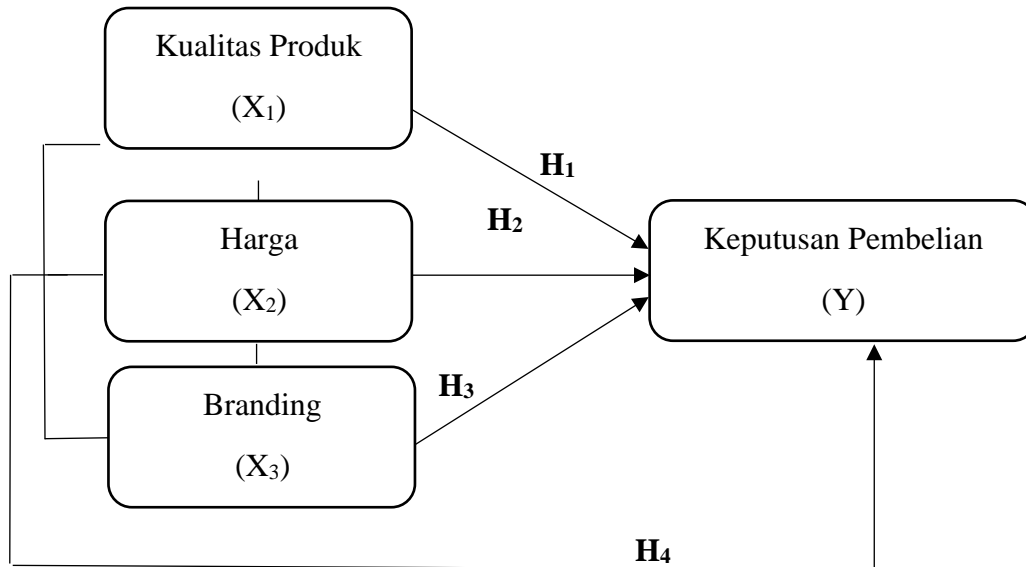 Kualitas Produk
(X₁)
H₁
Harga
(X₂)
H₂
Keputusan Pembelian
(Y)
Branding
(X₃)
H₃
H₄